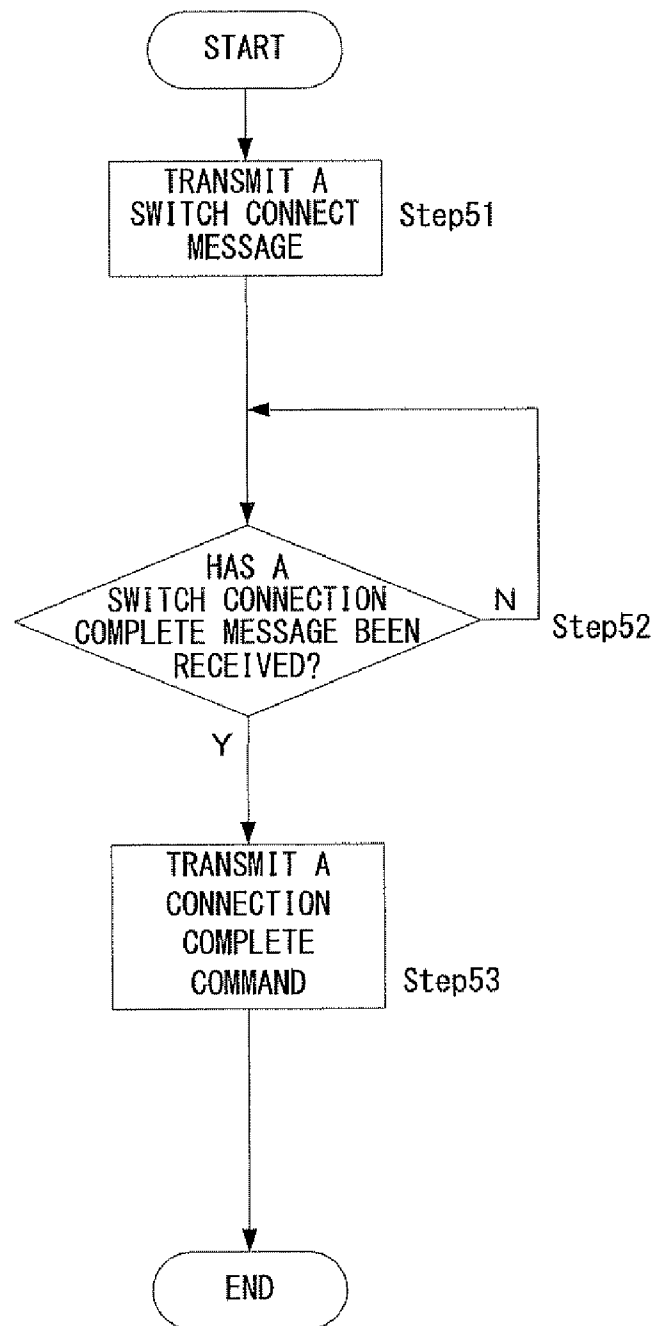 START
TRANSMIT A
SWITCH CONNECT
MESSAGE
Step51
HAS A
SWITCH CONNECTION
COMPLETE MESSAGE BEEN
RECEIVED?
N
Step52
Y
TRANSMIT A
CONNECTION
COMPLETE
COMMAND
Step53
END